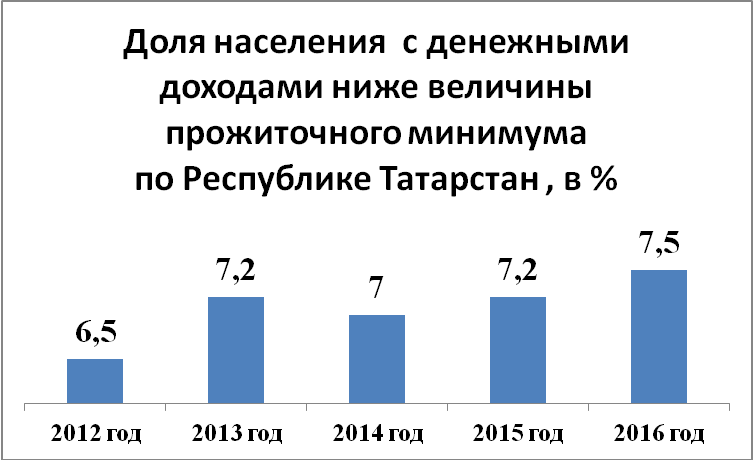 Доля населения с денежными
доходами ниже величины
прожиточного минимума
по Республике Татарстан , в %
6,5
7,2
7
7,2
7,5
2012 год
2013 год
2014 год
2015 год
2016 год